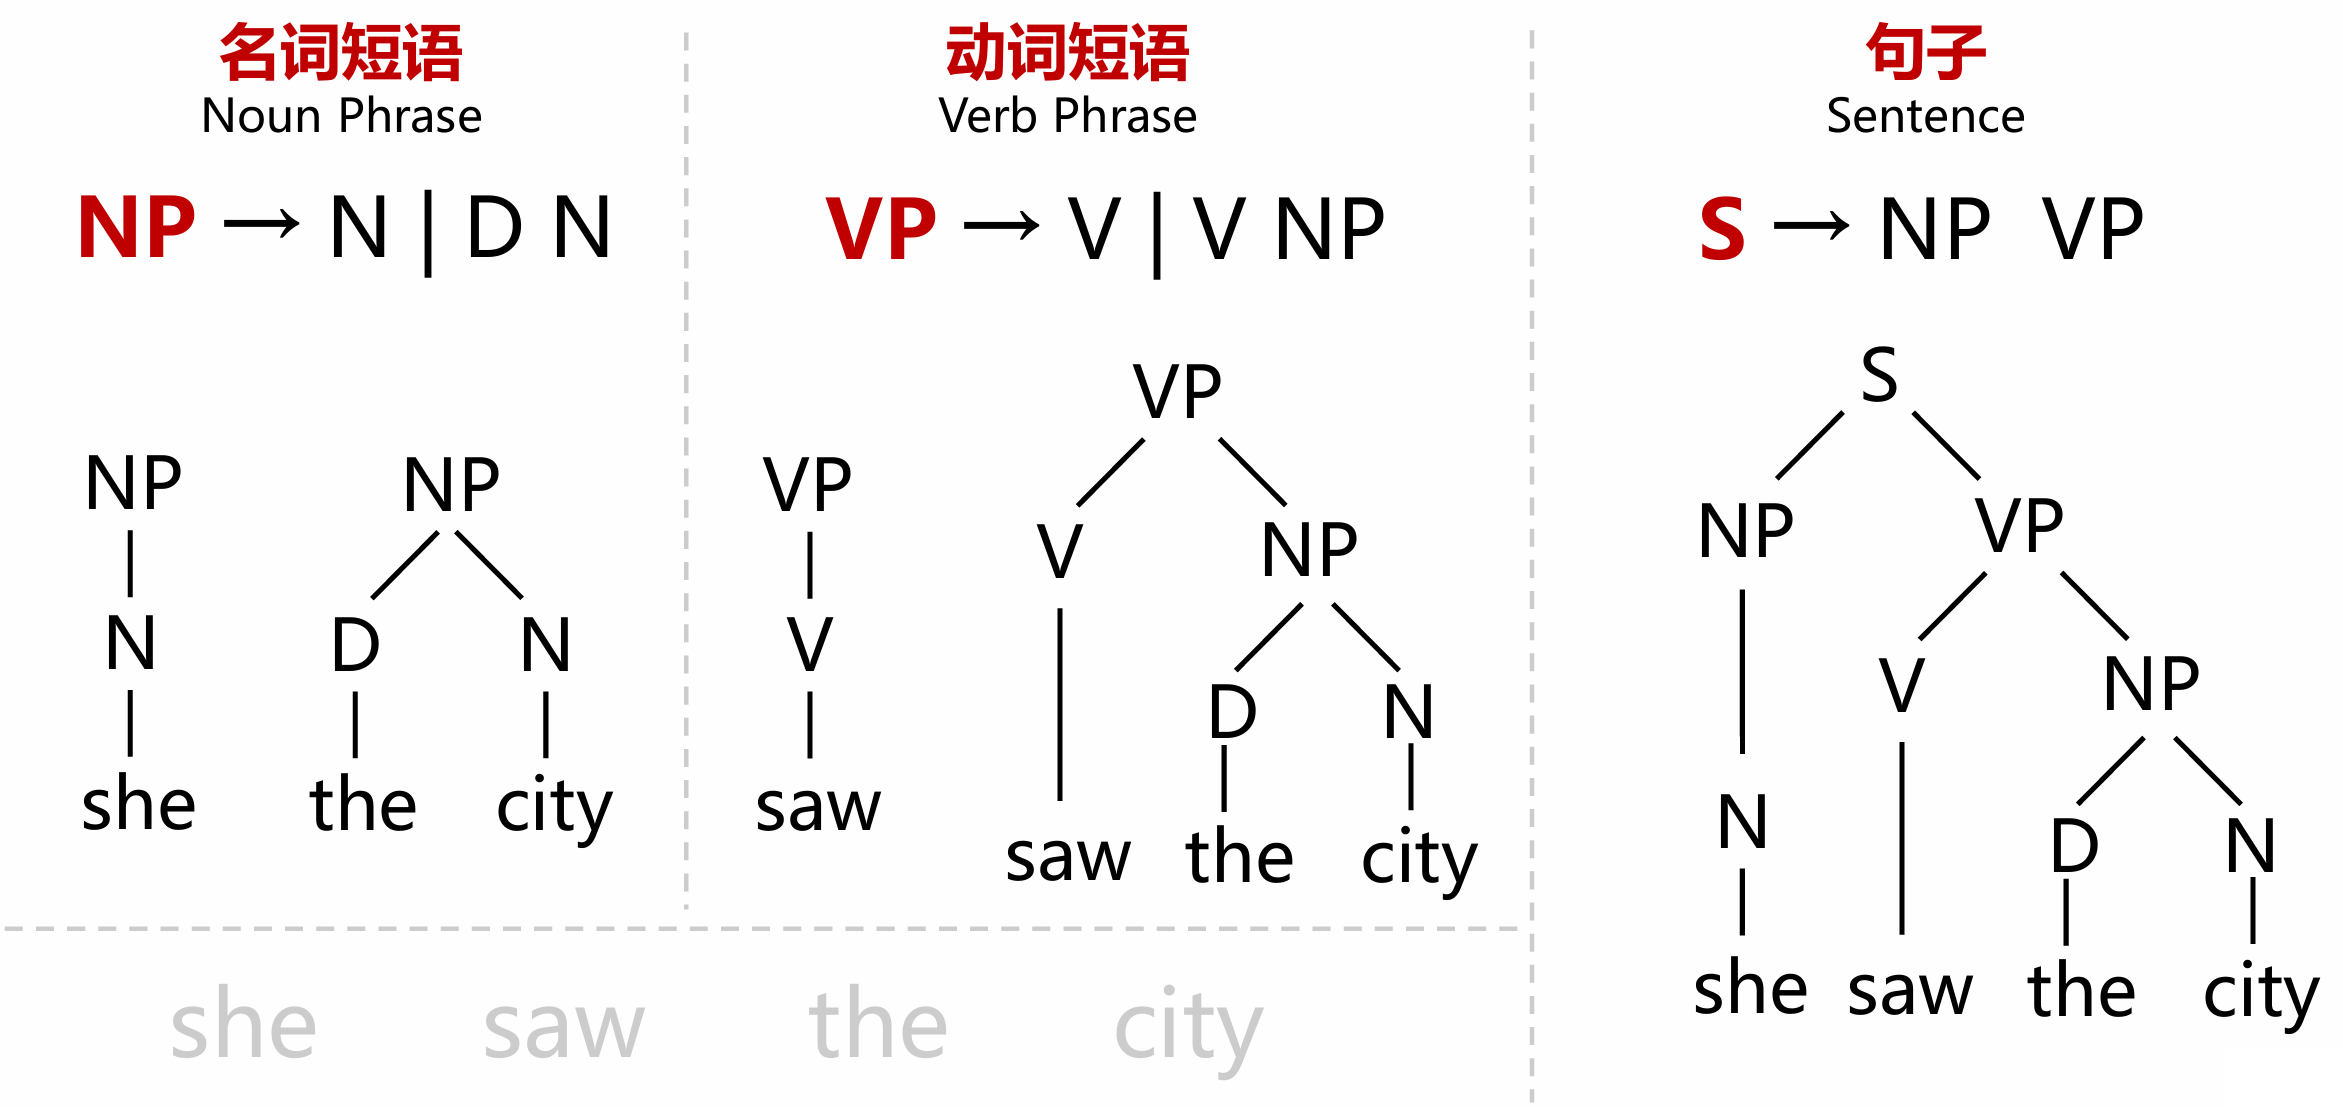 名词短语
Noun Phrase
NP → N | D N
NP
N
she
NP
D N
the city
动词短语
Verb Phrase
VP → V | V NP
VP
V
saw
VP
V NP
D N
saw the city
she saw the city
句子
Sentence
S → NP VP
S
NP VP
V NP
N D N
she saw the city